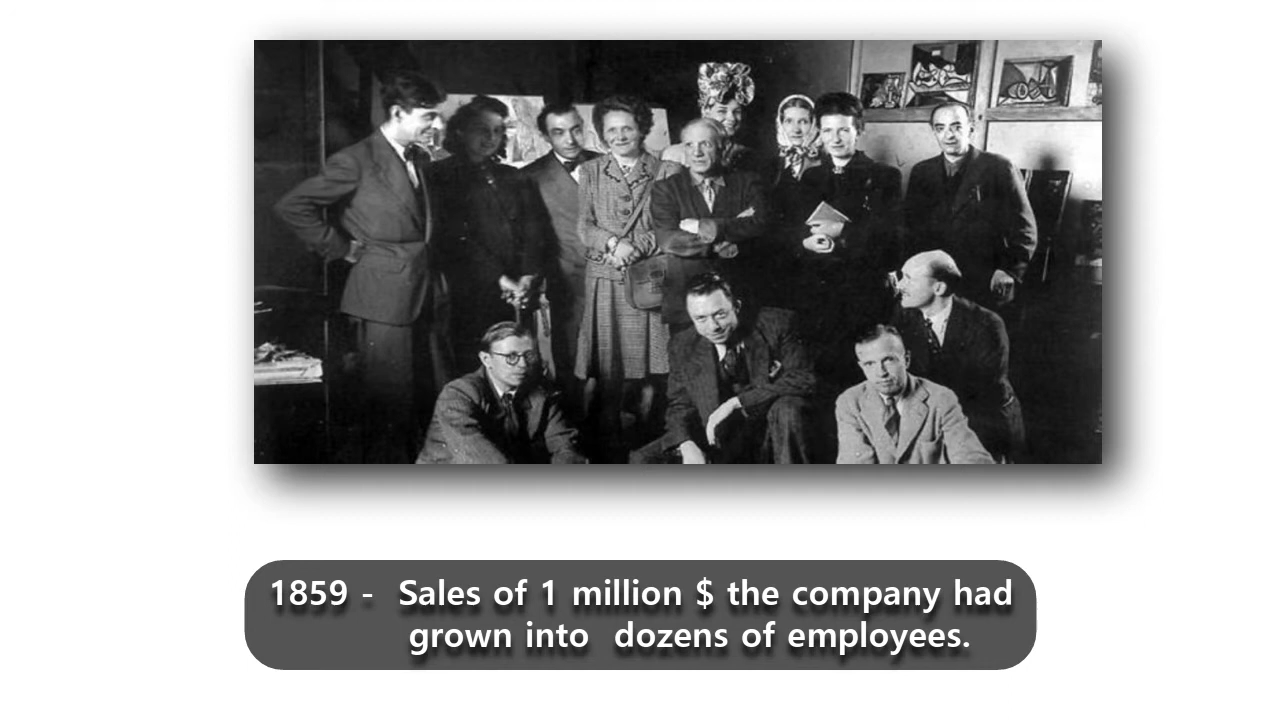 1859 - Sales of 1 million $ the company had
grown into dozens of employees.